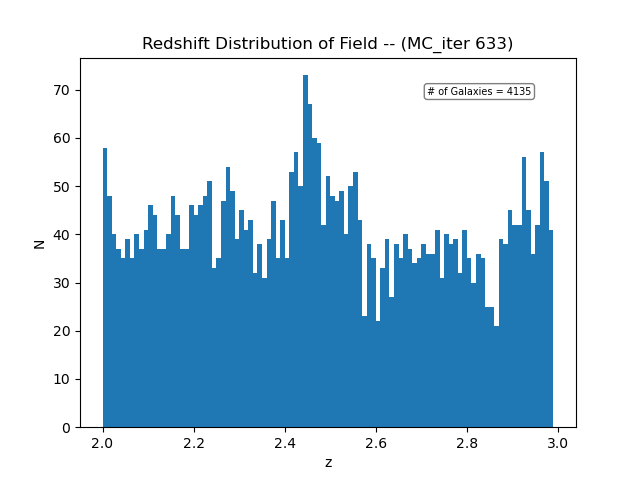 Redshift Distribution of Field -- (MC_iter 633)
# of Galaxies = 4135
70
60
50
40
30
20
10
0
N
2.0 2.2 2.4 2.6 2.8 3.0
z